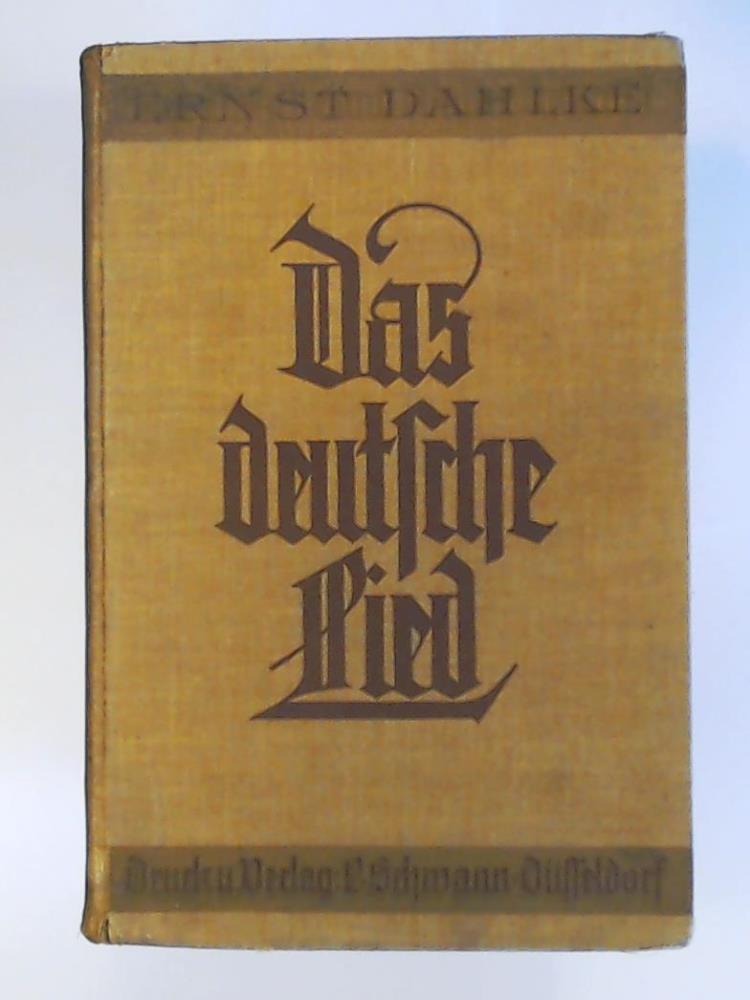 ERNST DAHLKE
Das
deutsche
Lied
Druck u. Verlag L. Schwann Düsseldorf